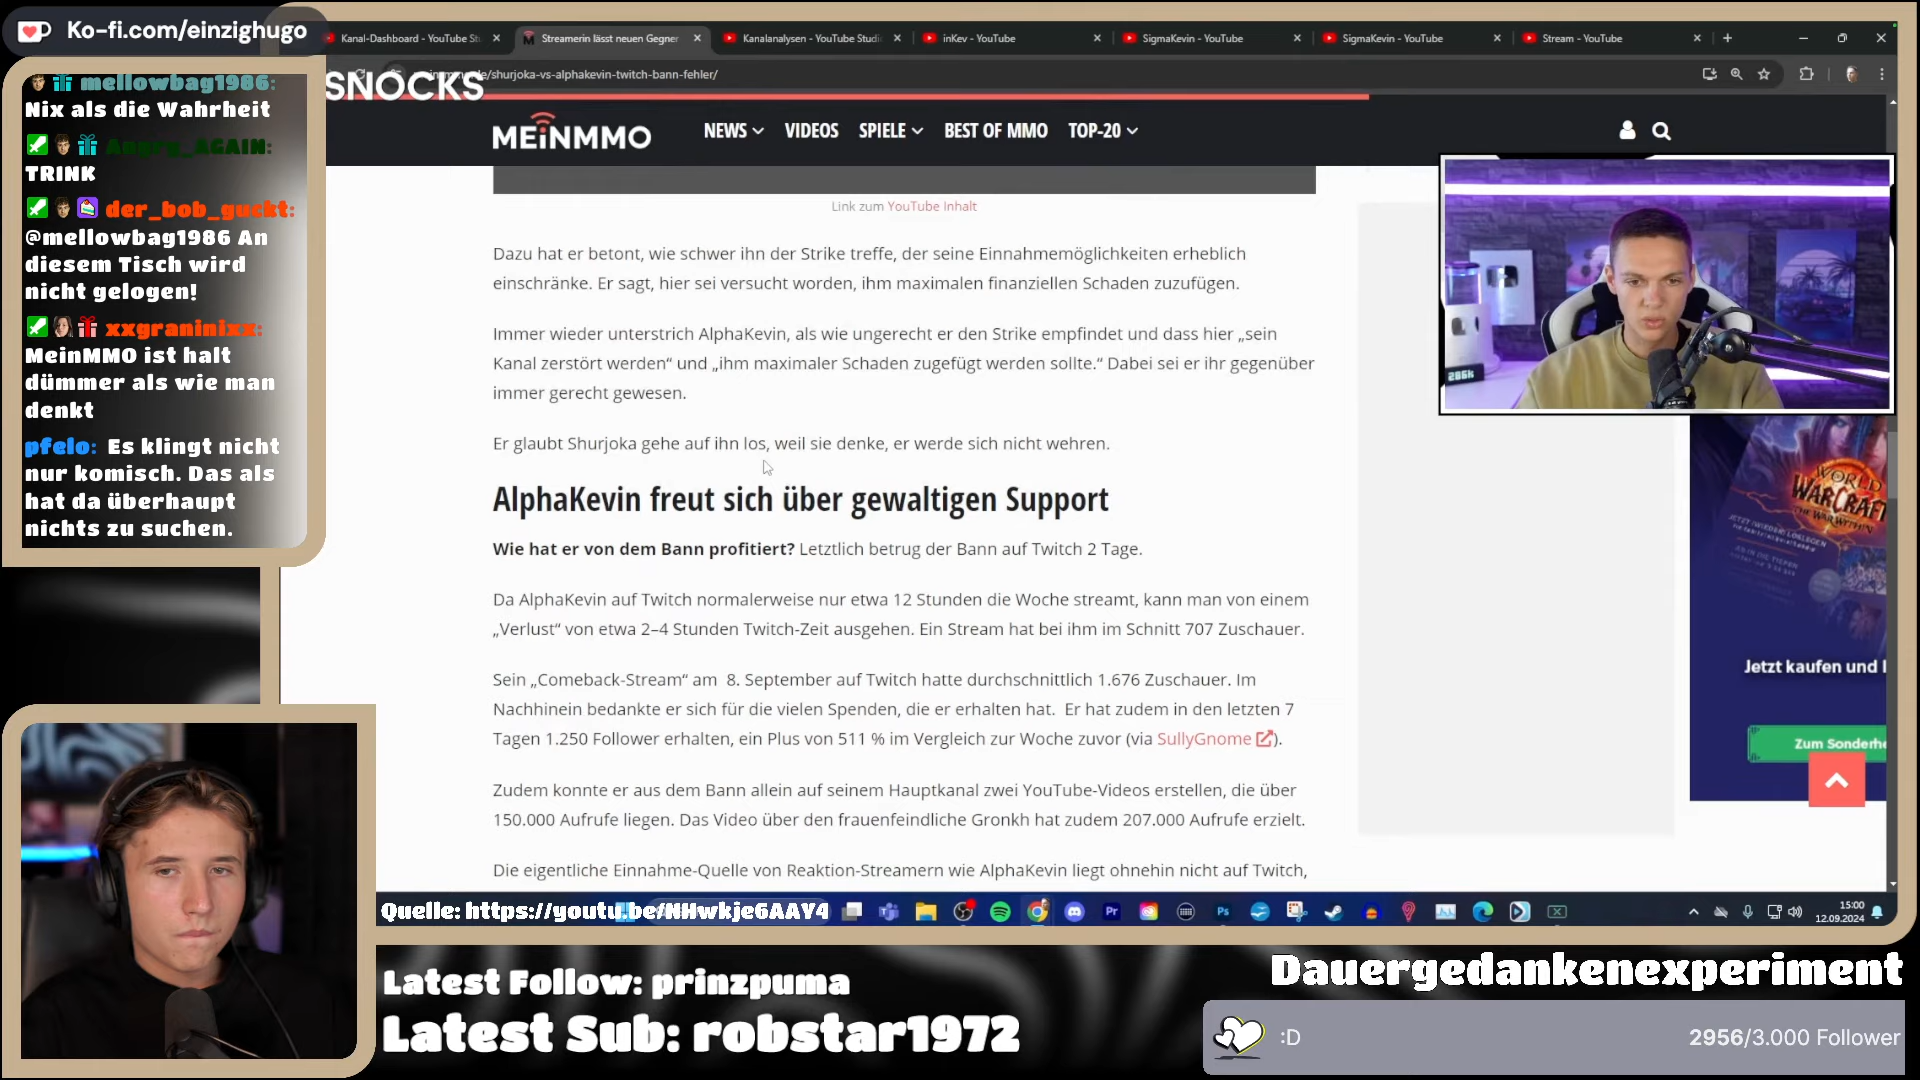 Ko-fi.com/einzighugo
Kanal-Dashboard - YouTube St
Streamerin lässt neuen Gegner
Kanalanalysen - YouTube Studi
inKev - YouTube
SigmaKevin - YouTube
SigmaKevin - YouTube
Stream - YouTube
/shurjoka-vs-alphakevin-twitch-bann-fehler/
SNOCKS
mellowbag1986:
Nix als die Wahrheit
Angry_AGAIN:
TRINK
der_bob_guckt:
@mellowbag1986 An
diesem Tisch wird
nicht gelogen!
xxgraninixx:
MeinMMO ist halt
dümmer als wie man
denkt
pfelo: Es klingt nicht
nur komisch. Das als
hat da überhaupt
nichts zu suchen.
MEiNMMO
NEWS
VIDEOS
SPIELE
BEST OF MMO
TOP-20
Link zum YouTube Inhalt
Dazu hat er betont, wie schwer ihn der Strike treffe, der seine Einnahmemöglichkeiten erheblich
einschränke. Er sagt, hier sei versucht worden, ihm maximalen finanziellen Schaden zuzufügen.
Immer wieder unterstrich AlphaKevin, als wie ungerecht er den Strike empfindet und dass hier „sein
Kanal zerstört werden“ und „ihm maximaler Schaden zugefügt werden sollte.“ Dabei sei er ihr gegenüber
immer gerecht gewesen.
Er glaubt Shurjoka gehe auf ihn los, weil sie denke, er werde sich nicht wehren.
AlphaKevin freut sich über gewaltigen Support
Wie hat er von dem Bann profitiert? Letztlich betrug der Bann auf Twitch 2 Tage.
Da AlphaKevin auf Twitch normalerweise nur etwa 12 Stunden die Woche streamt, kann man von einem
„Verlust“ von etwa 2–4 Stunden Twitch-Zeit ausgehen. Ein Stream hat bei ihm im Schnitt 707 Zuschauer.
Sein „Comeback-Stream“ am 8. September auf Twitch hatte durchschnittlich 1.676 Zuschauer. Im
Nachhinein bedankte er sich für die vielen Spenden, die er erhalten hat. Er hat zudem in den letzten 7
Tagen 1.250 Follower erhalten, ein Plus von 511 % im Vergleich zur Woche zuvor (via SullyGnome).
Zudem konnte er aus dem Bann allein auf seinem Hauptkanal zwei YouTube-Videos erstellen, die über
150.000 Aufrufe liegen. Das Video über den frauenfeindliche Gronkh hat zudem 207.000 Aufrufe erzielt.
Die eigentliche Einnahme-Quelle von Reaktion-Streamern wie AlphaKevin liegt ohnehin nicht auf Twitch,
286k
WORLD
WARCRAFT
THE WAR WITHIN
Jetzt kaufen und
Zum Sonderhe
Quelle: https://youtu.be/NHwkje6AAY4
15:00
12.09.2024
Latest Follow: prinzpuma
Latest Sub: robstar1972
Dauergedankenexperiment
:D
2956/3.000 Follower